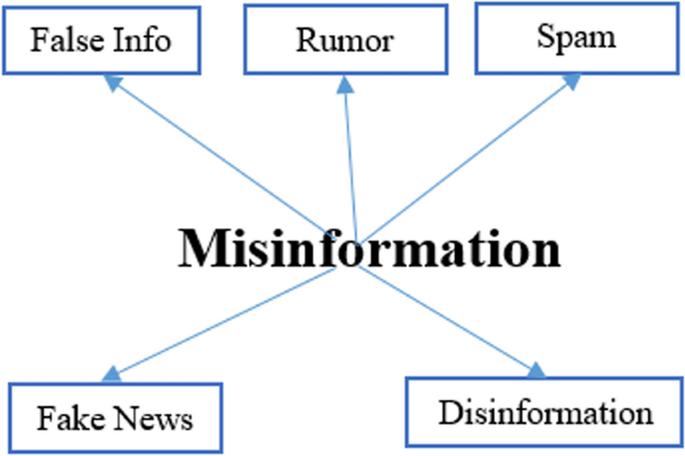 False Info
Rumor
Spam
Misinformation
Fake News
Disinformation